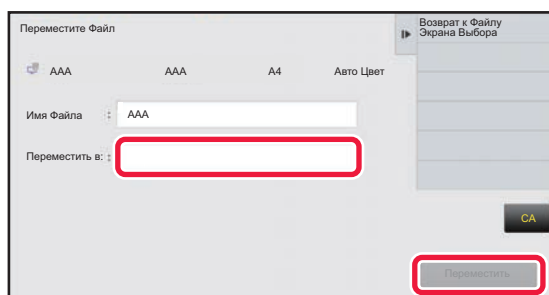 Переместите Файл
Возврат к Файлу
Экрана Выбора
AAA AAA A4 Авто Цвет
Имя Файла : AAA
Переместить в: :
CA
Переместить